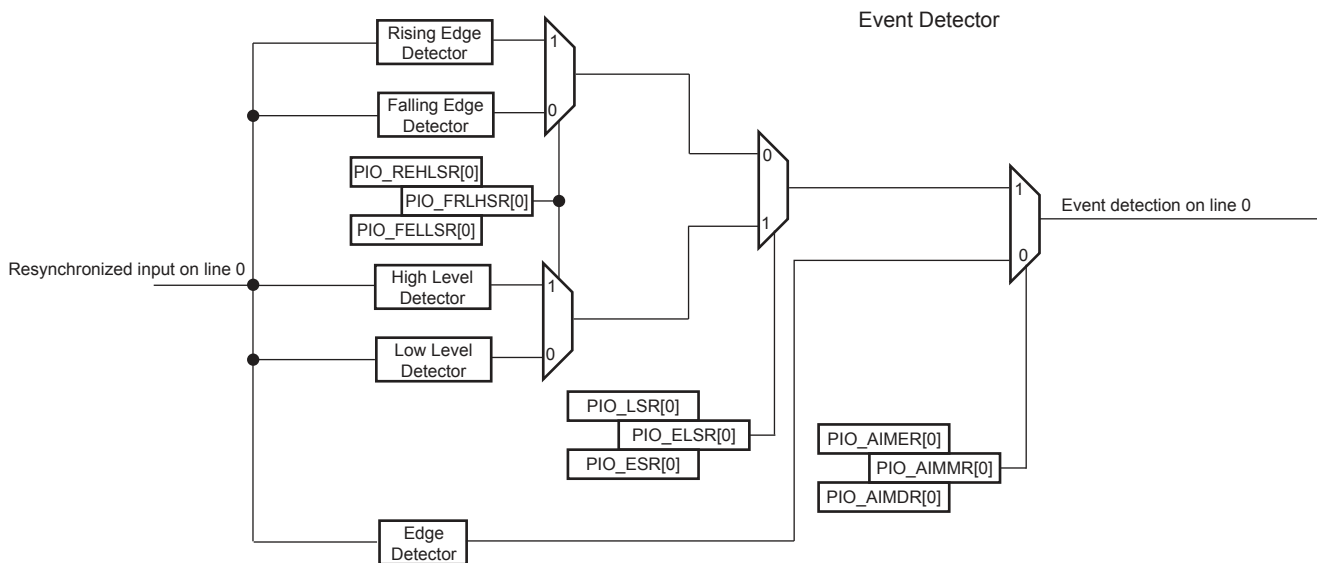 Event Detector
Rising Edge
Detector
1
Falling Edge
Detector
0
0
PIO_REHLSR[0]
PIO_FRLHSR[0]
PIO_FELLSR[0]
1
1
Event detection on line 0
0
Resynchronized input on line 0
High Level
Detector
1
Low Level
Detector
0
PIO_LSR[0]
PIO_ELSR[0]
PIO_ESR[0]
PIO_AIMER[0]
PIO_AIMMR[0]
PIO_AIMDR[0]
Edge
Detector